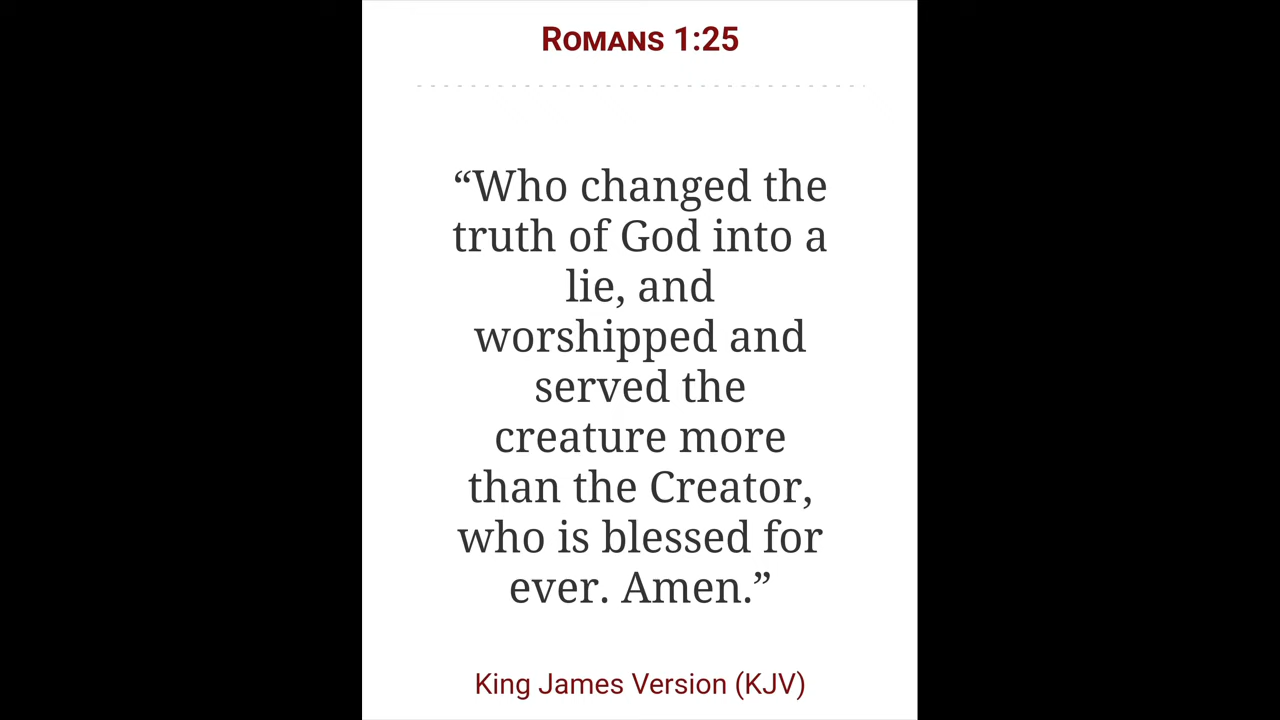 Romans 1:25
“Who changed the
truth of God into a
lie, and
worshipped and
served the
creature more
than the Creator,
who is blessed for
ever. Amen.”
King James Version (KJV)